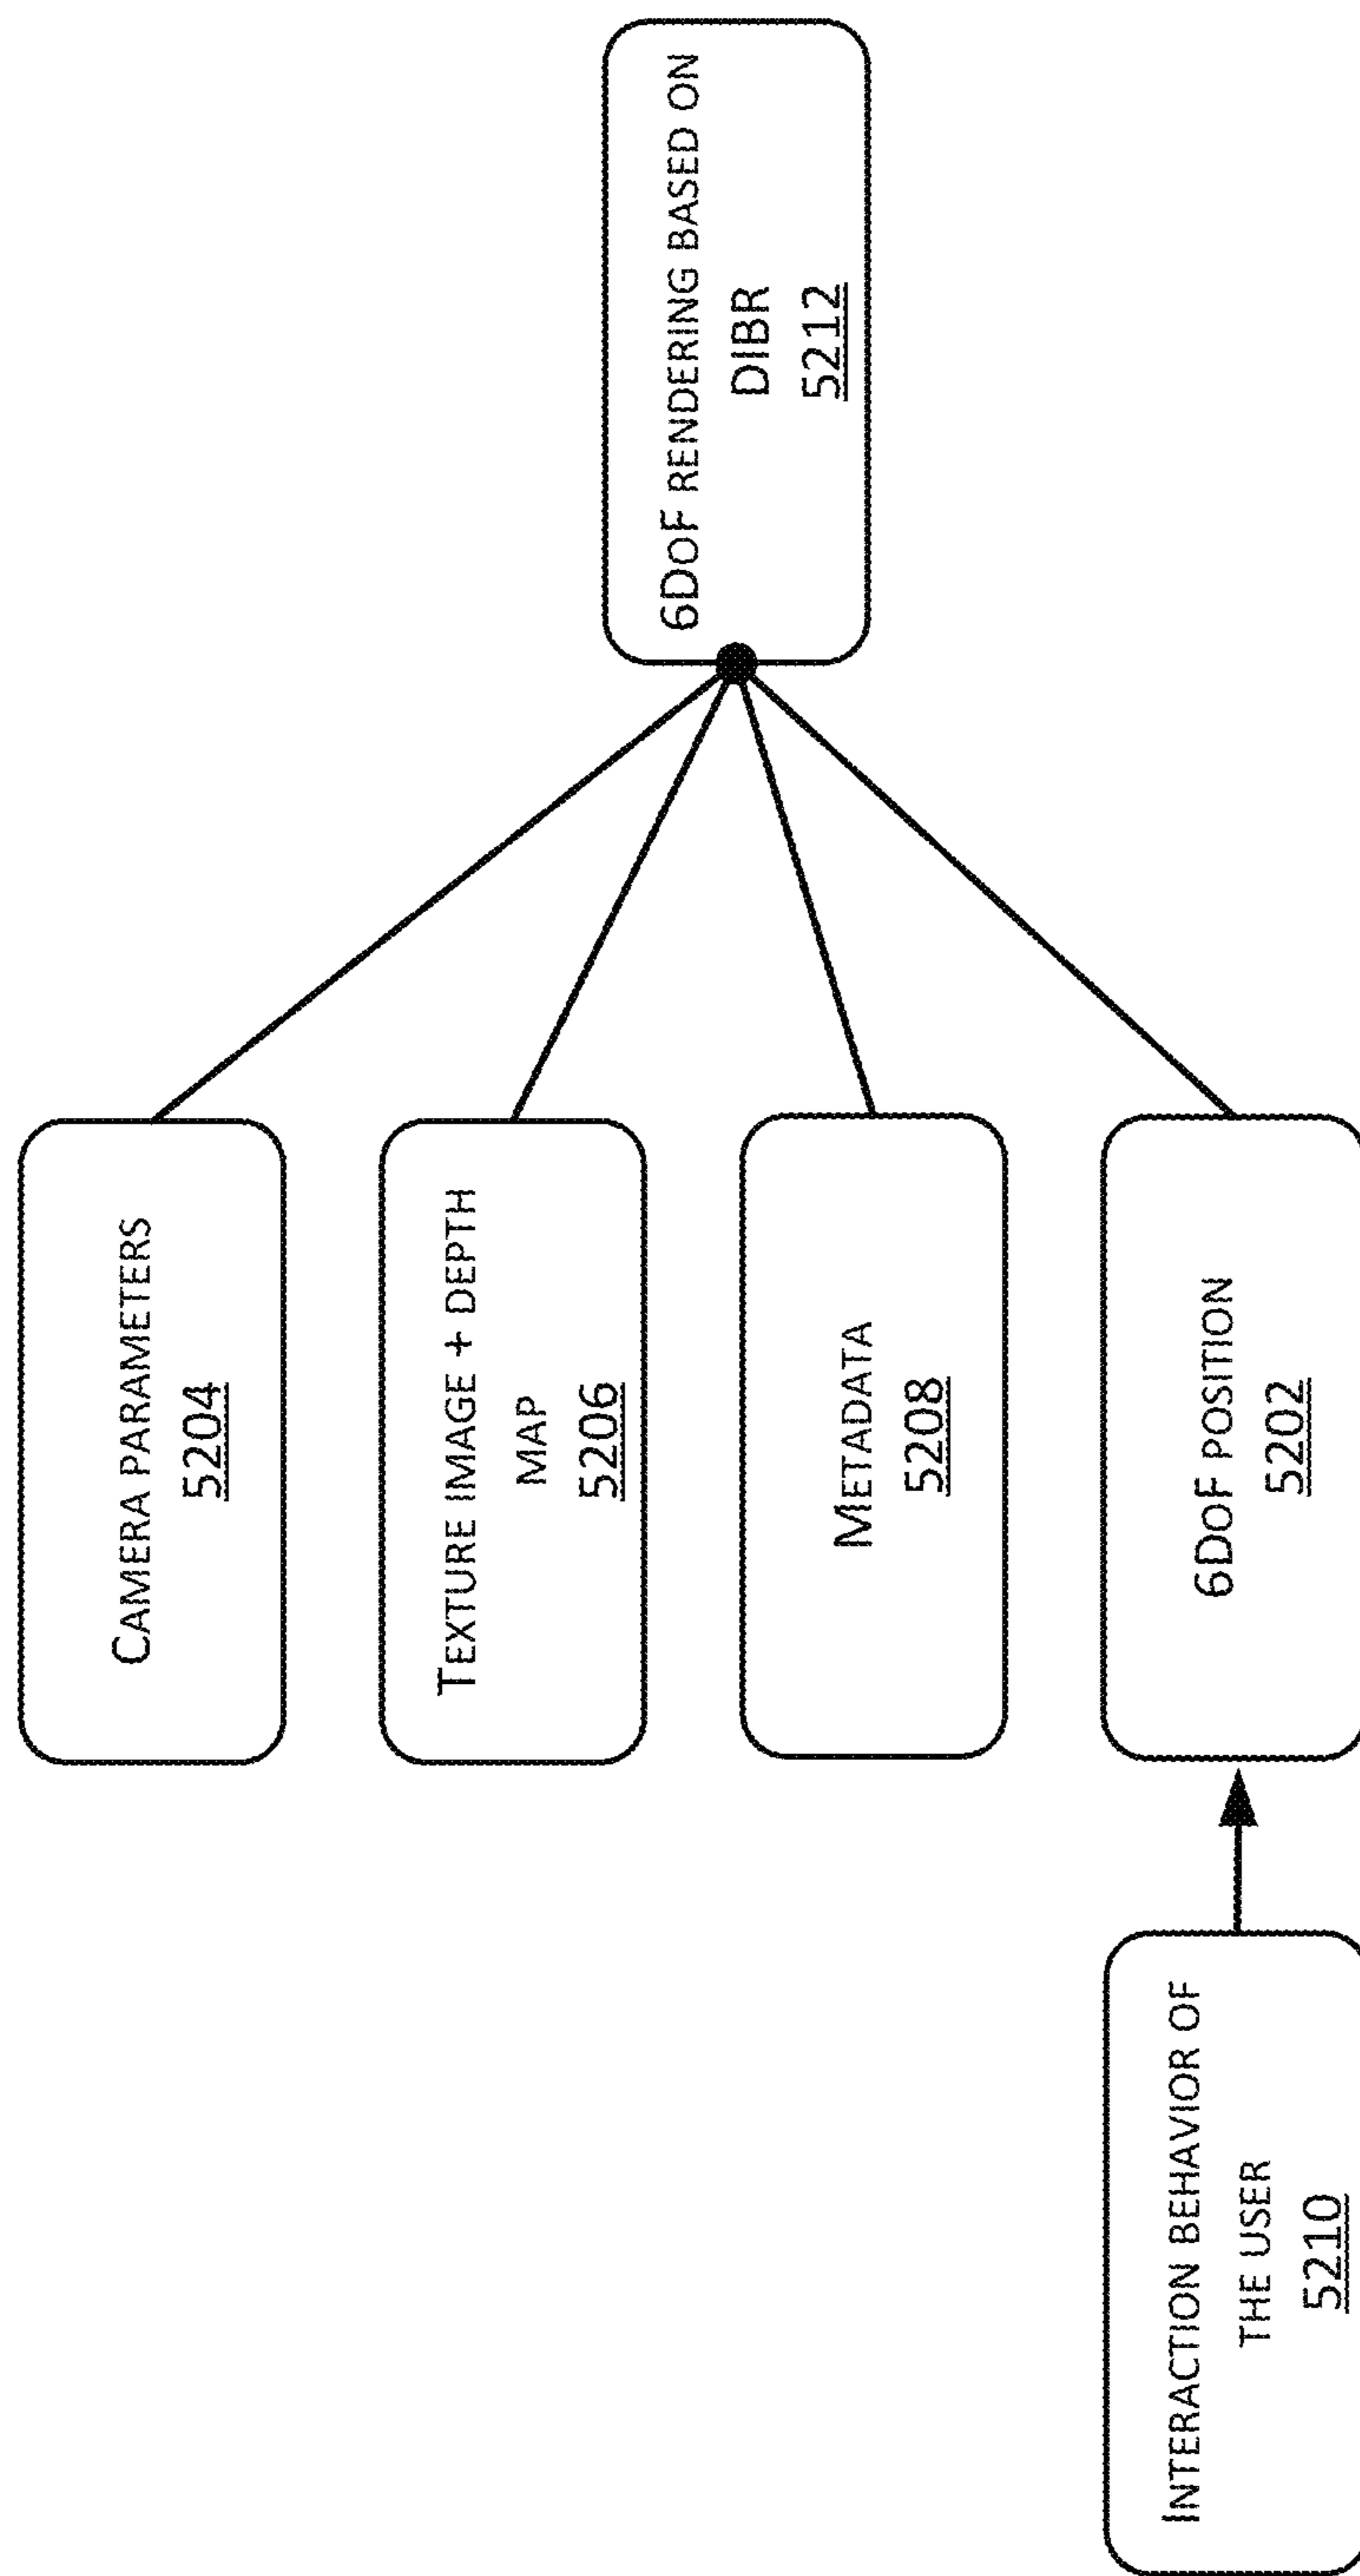 Camera parameters
5204
Texture image + depth
map
5206
Metadata
5208
6DoF position
5202
Interaction behavior of
the user
5210
6DoF rendering based on
DIBR
5212